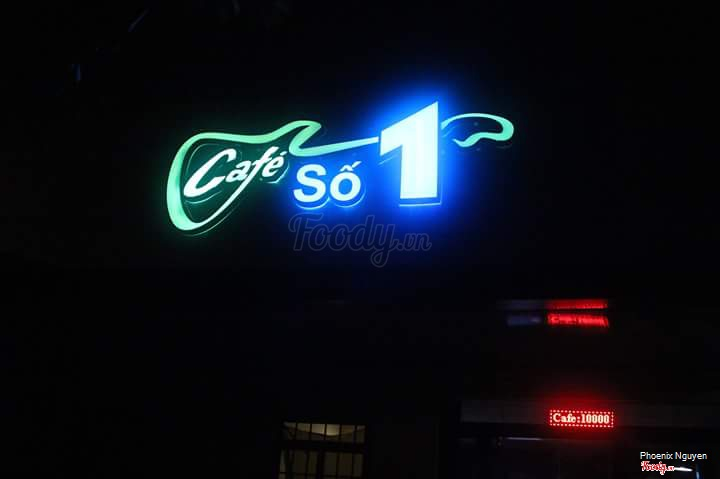 Café Số 1
Foody.vn
Cafe:10000
Phoenix Nguyen
Foody.vn